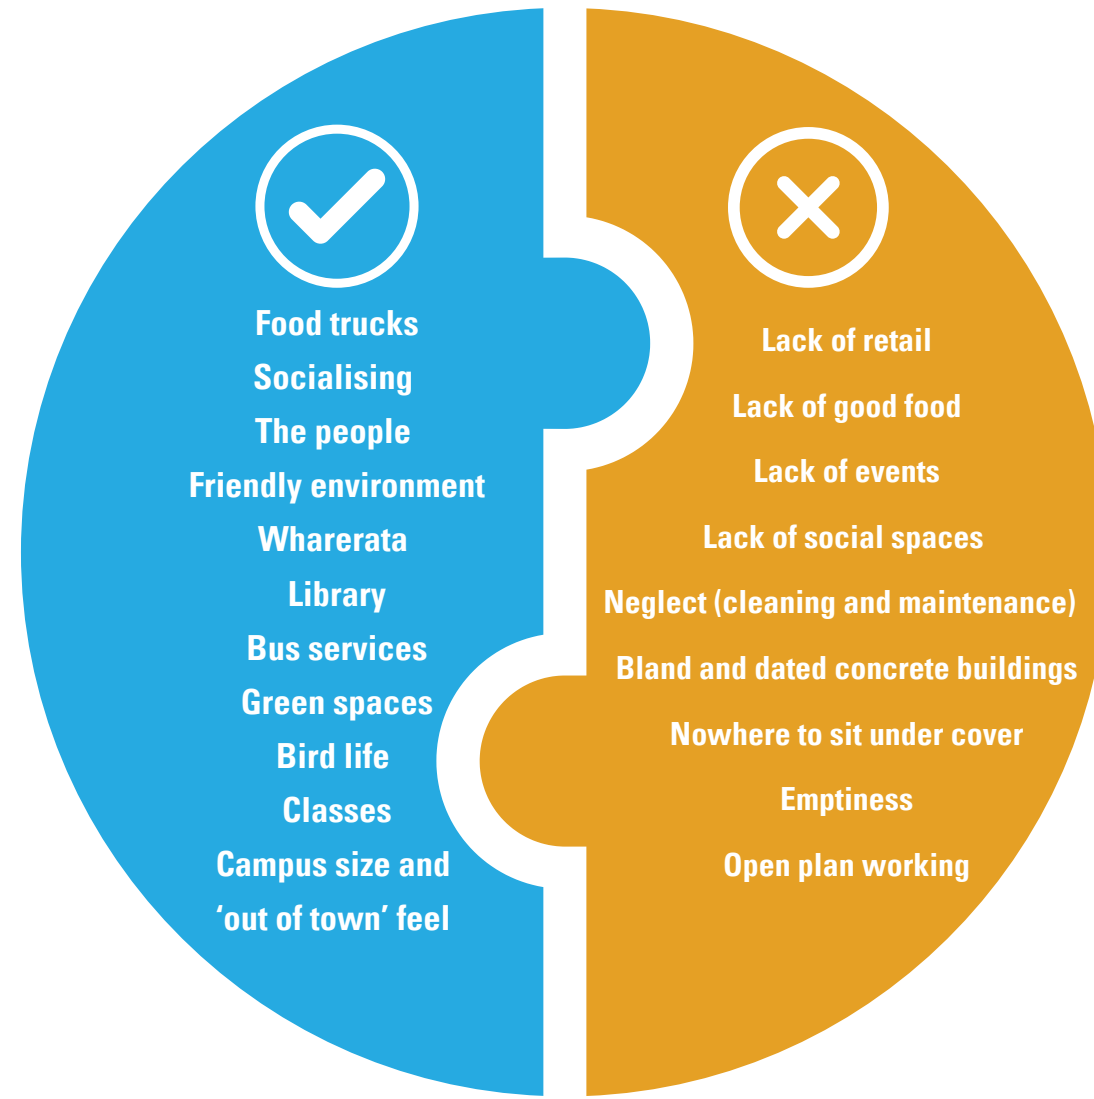 Food trucks
Socialising
The people
Friendly environment
Wharerata
Library
Bus services
Green spaces
Bird life
Classes
Campus size and
‘out of town’ feel
Lack of retail
Lack of good food
Lack of events
Lack of social spaces
Neglect (cleaning and maintenance)
Bland and dated concrete buildings
Nowhere to sit under cover
Emptiness
Open plan working